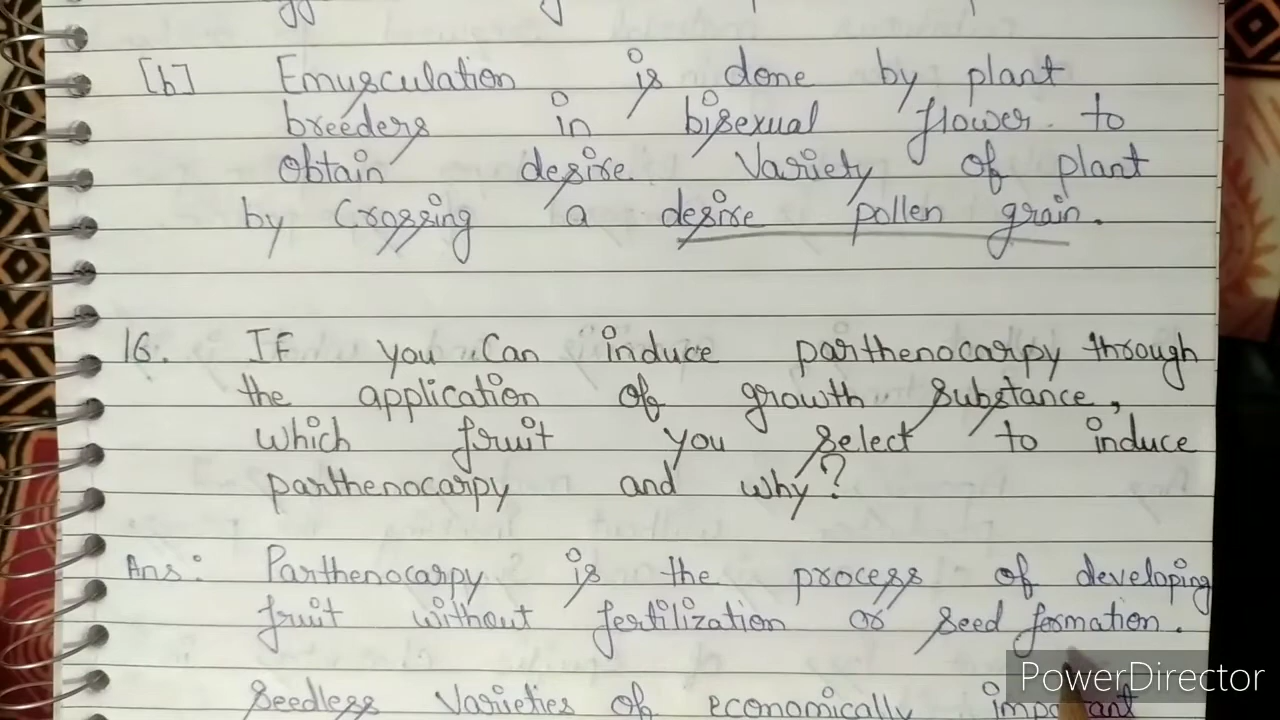 [b] Emusculation is done by plant
breeders in bisexual flower to
obtain desire Variety of plant
by Crossing a desire pollen grain.
16. If you Can induce parthenocarpy through
the application of growth substance,
which fruit you select to induce
parthenocarpy and why?
Ans: Parthenocarpy is the process of developing
fruit without fertilization or seed formation.
Seedless Varieties of economically important
PowerDirector